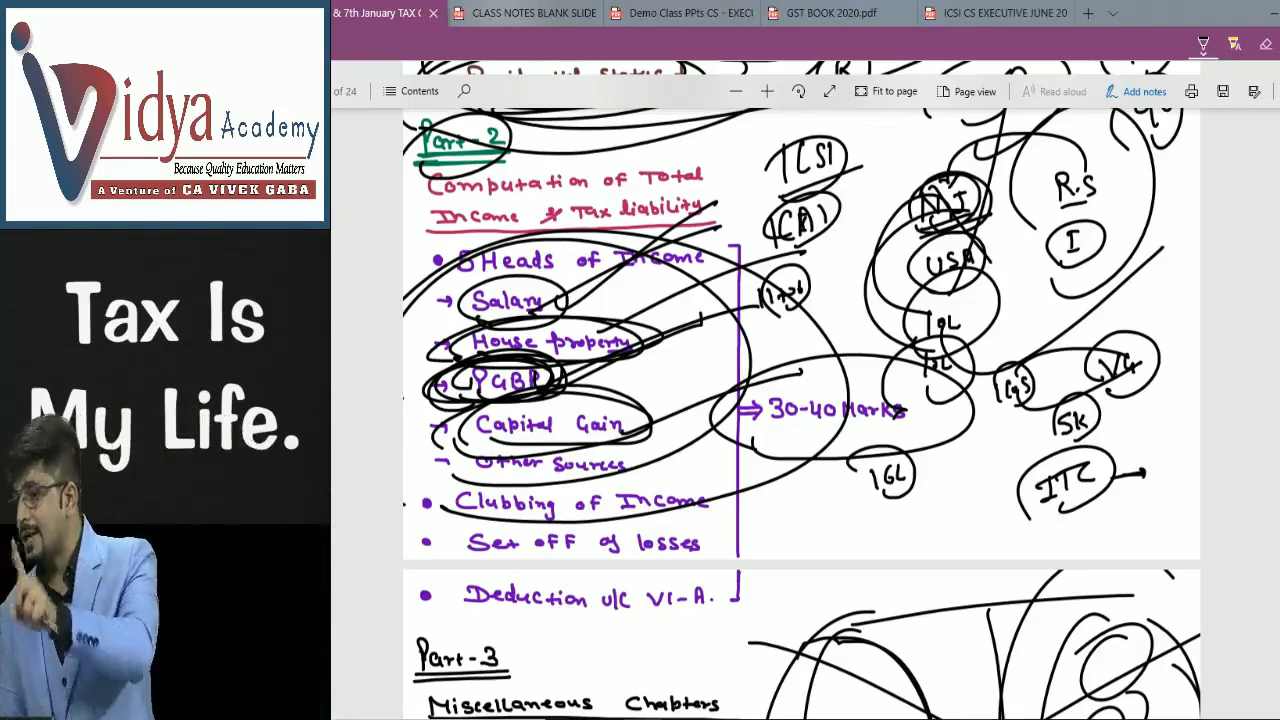 & 7th January TAX C
CLASS NOTES BLANK SLIDE
Demo Class PPts CS - EXECU
GST BOOK 2020.pdf
ICSI CS EXECUTIVE JUNE 20
of 24
Contents
Fit to page
Page view
Read aloud
Add notes
Vidya
Academy
Because Quality Education Matters
A Venture of CA VIVEK GABA
Tax Is
My Life.
Part-2
Computation of Total
Income & Tax liability
• 5 Heads of Income
→ Salary
→ House property
→ PGBP
→ Capital Gain
→ Other Sources
• Clubbing of Income
• Set off of losses
• Deduction u/c VI-A.
⇒ 30-40 Marks
ICSI
ICAI
R.S
I
USA
VG
SK
ITC →
Part-3
Miscellaneous Chapters